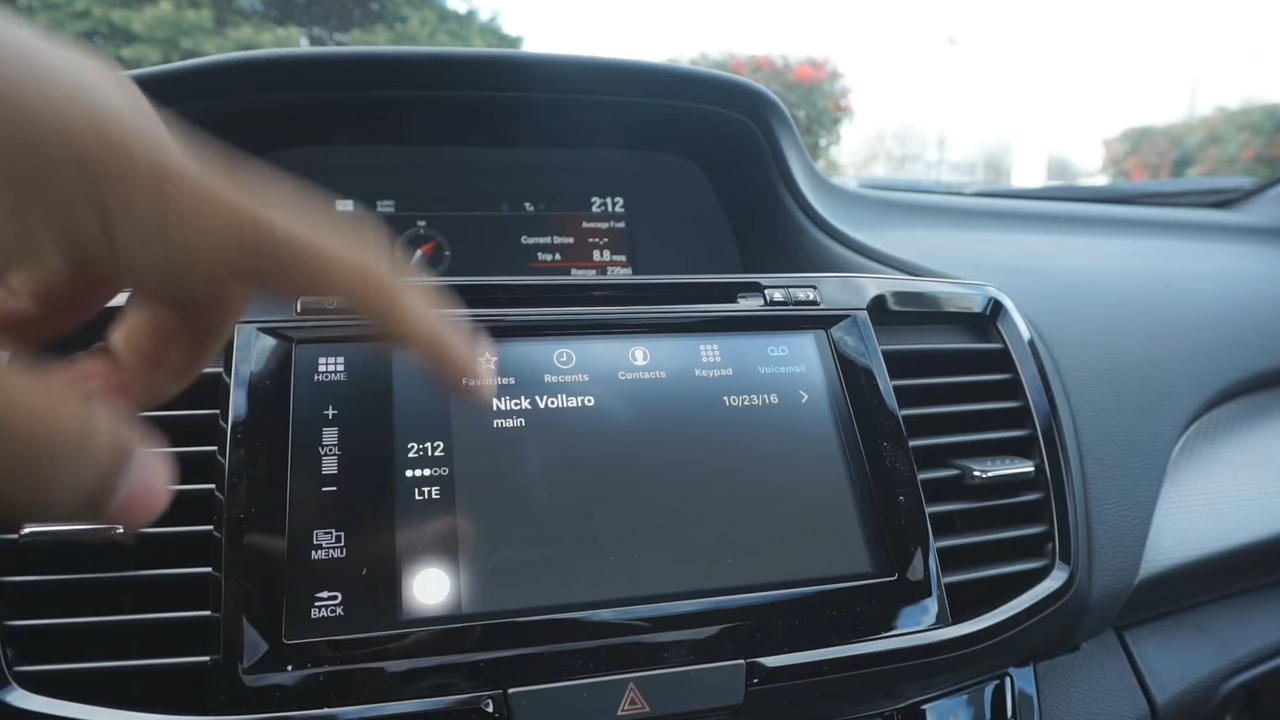 2:12
Average Fuel
Current Drive --.-
Trip A 8.8 mpg
Range: 235mi
HOME
+
VOL
−
MENU
BACK
2:12
LTE
Favorites
Recents
Contacts
Keypad
Voicemail
Nick Vollaro
10/23/16
main